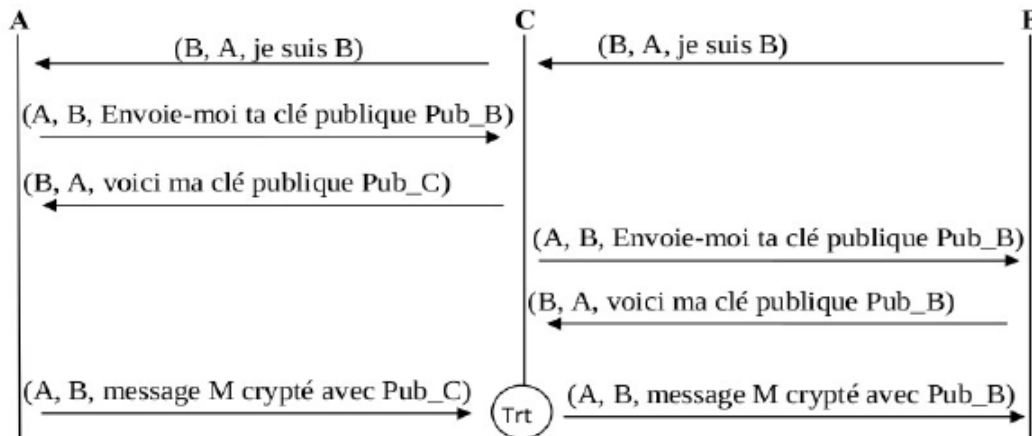 A
C
(B, A, je suis B)
(B, A, je suis B)
(A, B, Envoie-moi ta clé publique Pub_B)
(B, A, voici ma clé publique Pub_C)
(A, B, Envoie-moi ta clé publique Pub_B)
(B, A, voici ma clé publique Pub_B)
(A, B, message M crypté avec Pub_C)
Trt
(A, B, message M crypté avec Pub_B)